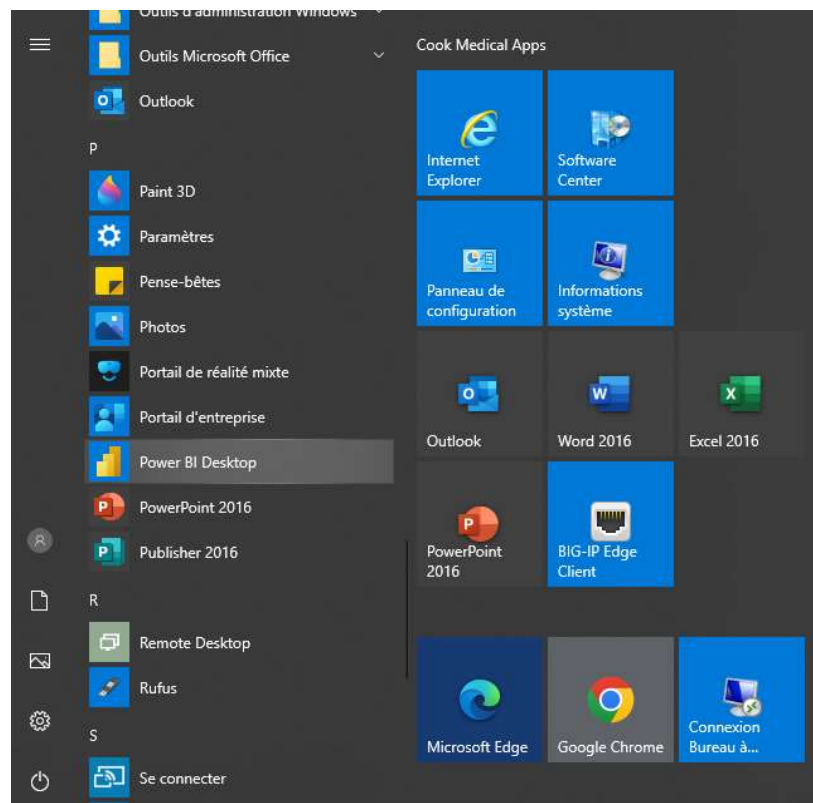 Outils d'administration Windows
Outils Microsoft Office
Outlook
P
Paint 3D
Paramètres
Pense-bêtes
Photos
Portail de réalité mixte
Portail d'entreprise
Power BI Desktop
PowerPoint 2016
Publisher 2016
R
Remote Desktop
Rufus
S
Se connecter
Cook Medical Apps
Internet
Explorer
Software
Center
Panneau de
configuration
Informations
système
Outlook
Word 2016
Excel 2016
PowerPoint
2016
BIG-IP Edge
Client
Microsoft Edge
Google Chrome
Connexion
Bureau à...